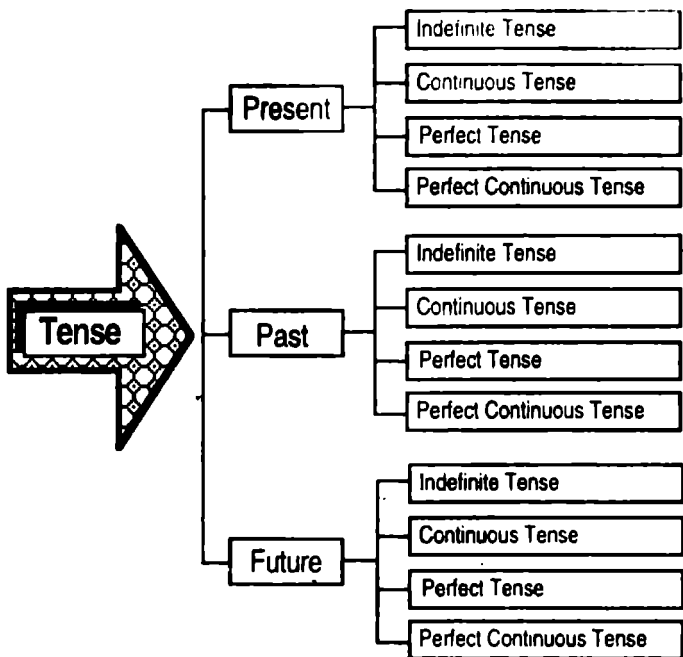 Tense
Present
Indefinite Tense
Continuous Tense
Perfect Tense
Perfect Continuous Tense
Past
Indefinite Tense
Continuous Tense
Perfect Tense
Perfect Continuous Tense
Future
Indefinite Tense
Continuous Tense
Perfect Tense
Perfect Continuous Tense